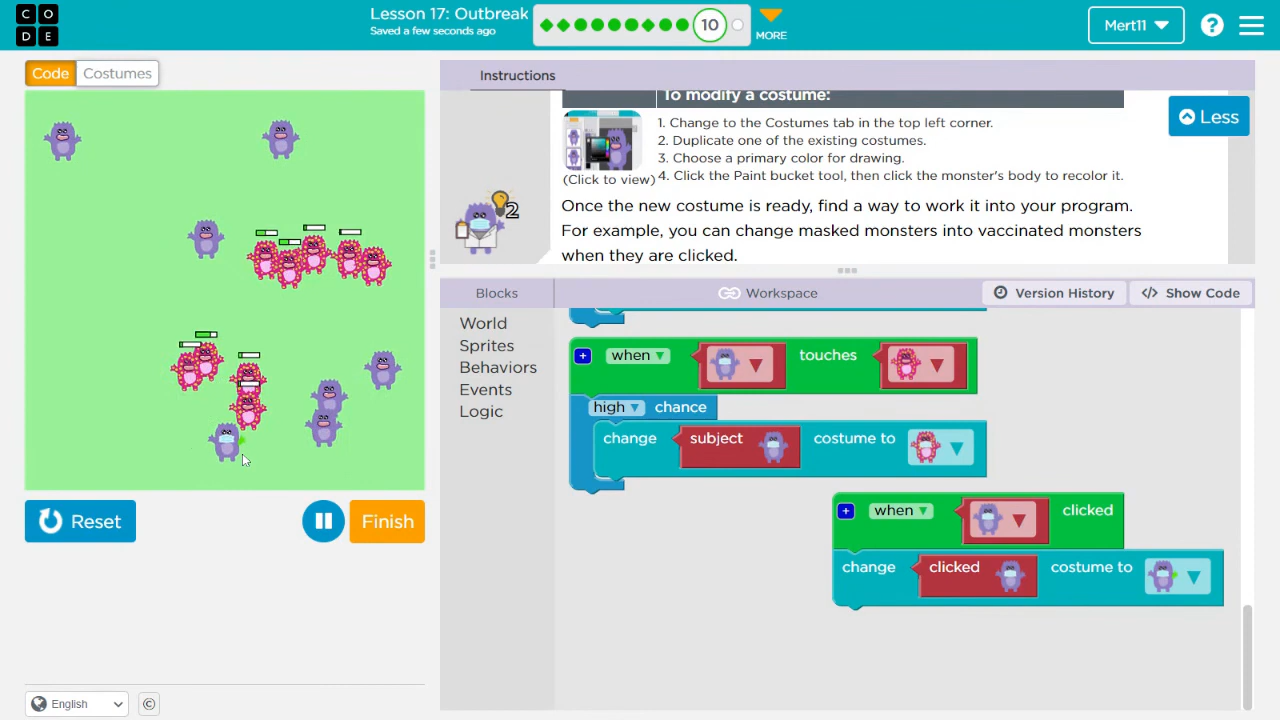 CO
DE
Lesson 17: Outbreak
Saved a few seconds ago
10
MORE
Mert11
?
Code
Costumes
Instructions
To modify a costume:
1. Change to the Costumes tab in the top left corner.
2. Duplicate one of the existing costumes.
3. Choose a primary color for drawing.
(Click to view) 4. Click the Paint bucket tool, then click the monster's body to recolor it.
Less
2
Once the new costume is ready, find a way to work it into your program.
For example, you can change masked monsters into vaccinated monsters
when they are clicked.
Blocks
Workspace
Version History
</> Show Code
World
Sprites
Behaviors
Events
Logic
+ when touches
high chance
change subject costume to
+ when clicked
change clicked costume to
Reset
Finish
English
©